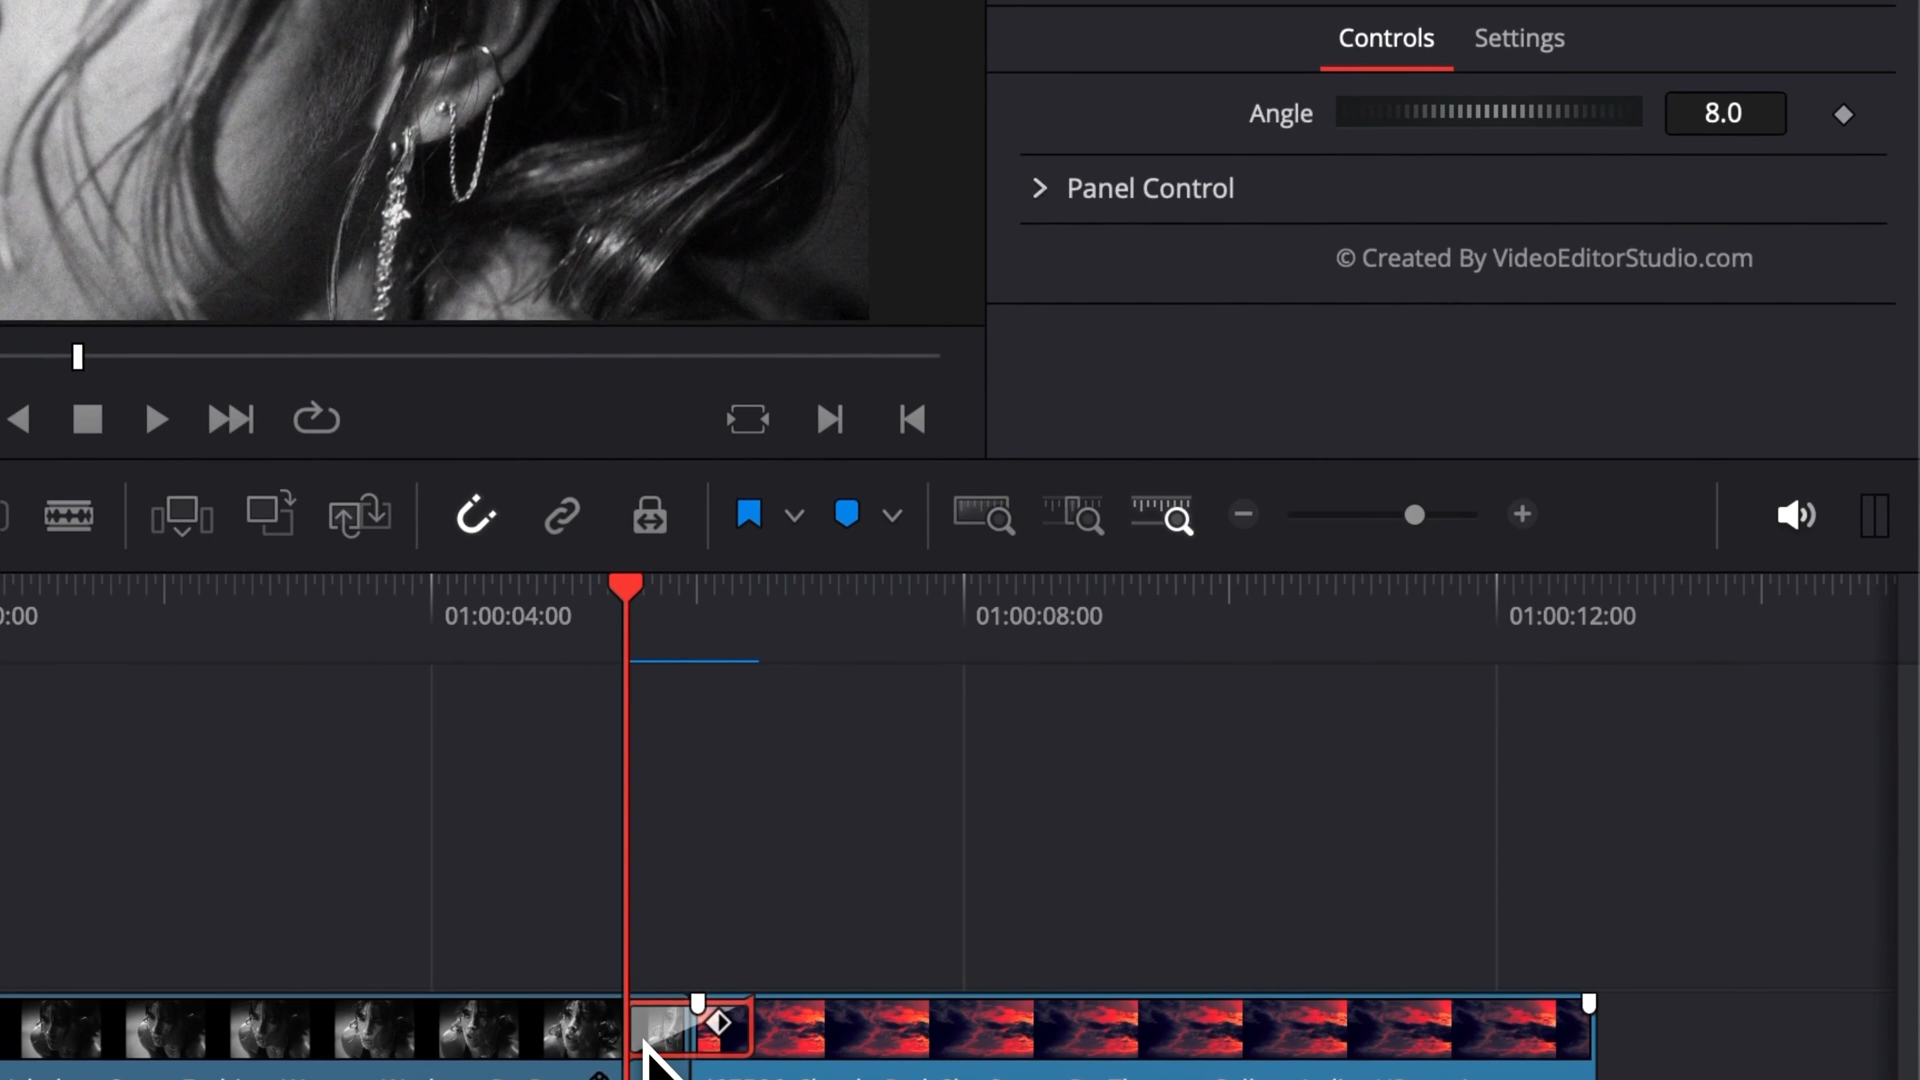 Controls Settings
Angle 8.0
Panel Control
© Created By VideoEditorStudio.com
0:00 01:00:04:00 01:00:08:00 01:00:12:00